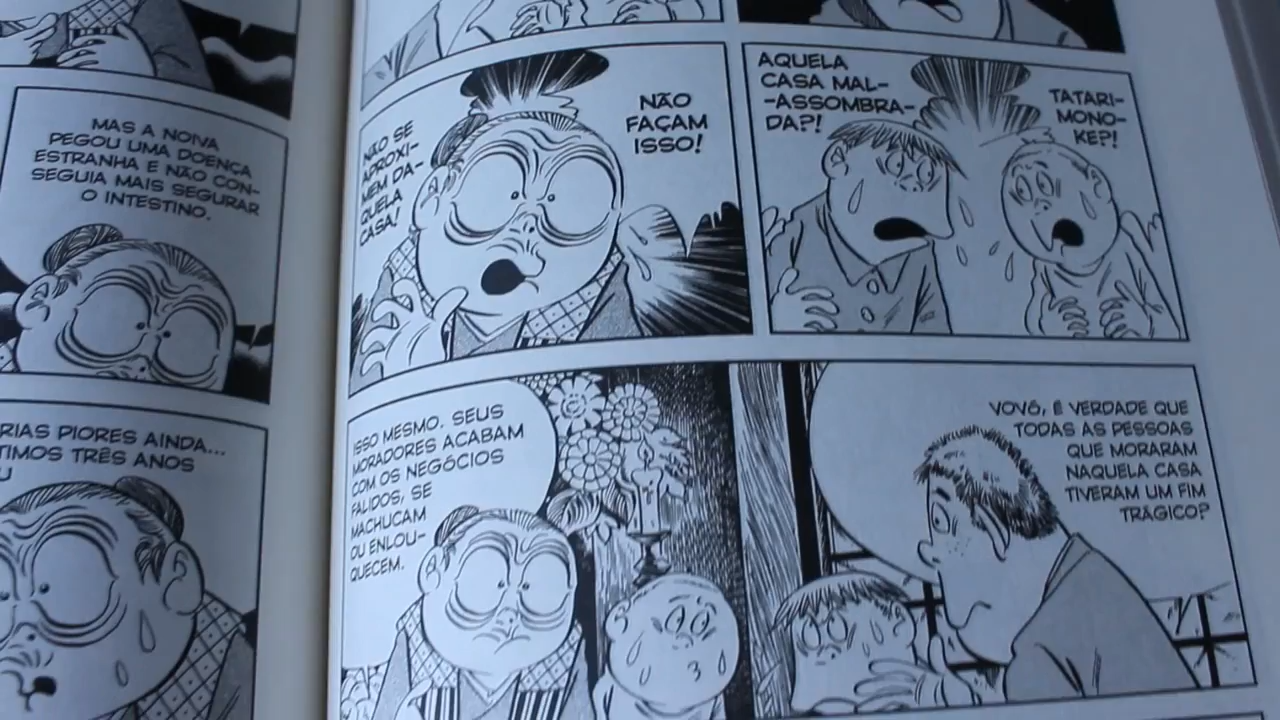 TATARI-
MONO-
KE?!
AQUELA
CASA MAL-
-ASSOMBRA-
DA?!
NÃO
FAÇAM
ISSO!
NÃO SE
APROXI-
MEM DA-
QUELA
CASA!
VOVÓ, É VERDADE QUE
TODAS AS PESSOAS
QUE MORARAM
NAQUELA CASA
TIVERAM UM FIM
TRÁGICO?
ISSO MESMO. SEUS
MORADORES ACABAM
COM OS NEGÓCIOS
FALIDOS, SE
MACHUCAM
OU ENLOU-
QUECEM.
MAS A NOIVA
PEGOU UMA DOENÇA
ESTRANHA E NÃO CON-
SEGUIA MAIS SEGURAR
O INTESTINO.
RIAS PIORES AINDA...
TIMOS TRÊS ANOS
U